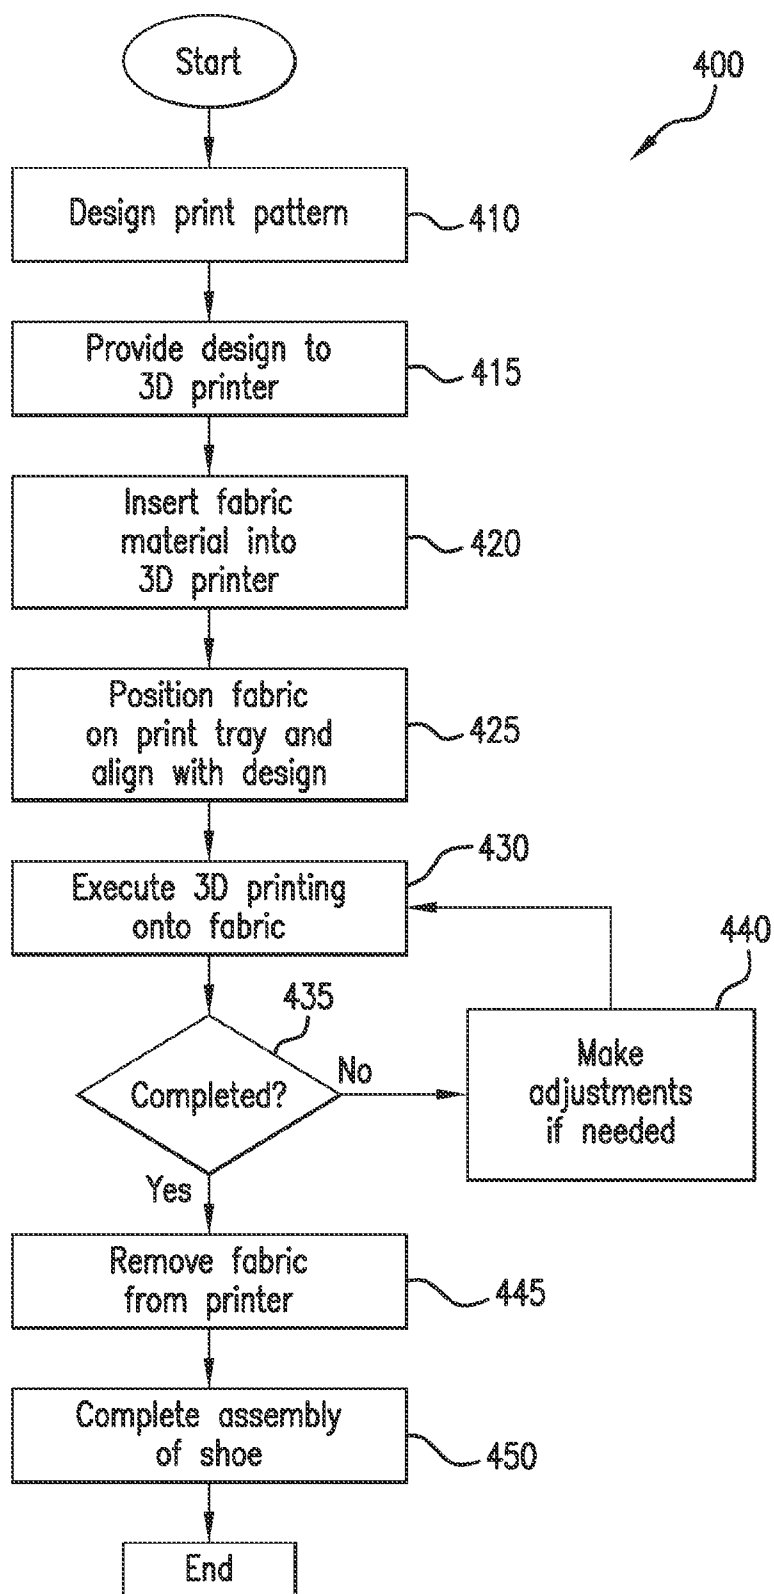 Start
400
Design print pattern
410
Provide design to
3D printer
415
Insert fabric
material into
3D printer
420
Position fabric
on print tray and
align with design
425
430
Execute 3D printing
onto fabric
435
440
Completed?
No
Make
adjustments
if needed
Yes
Remove fabric
from printer
445
Complete assembly
of shoe
450
End